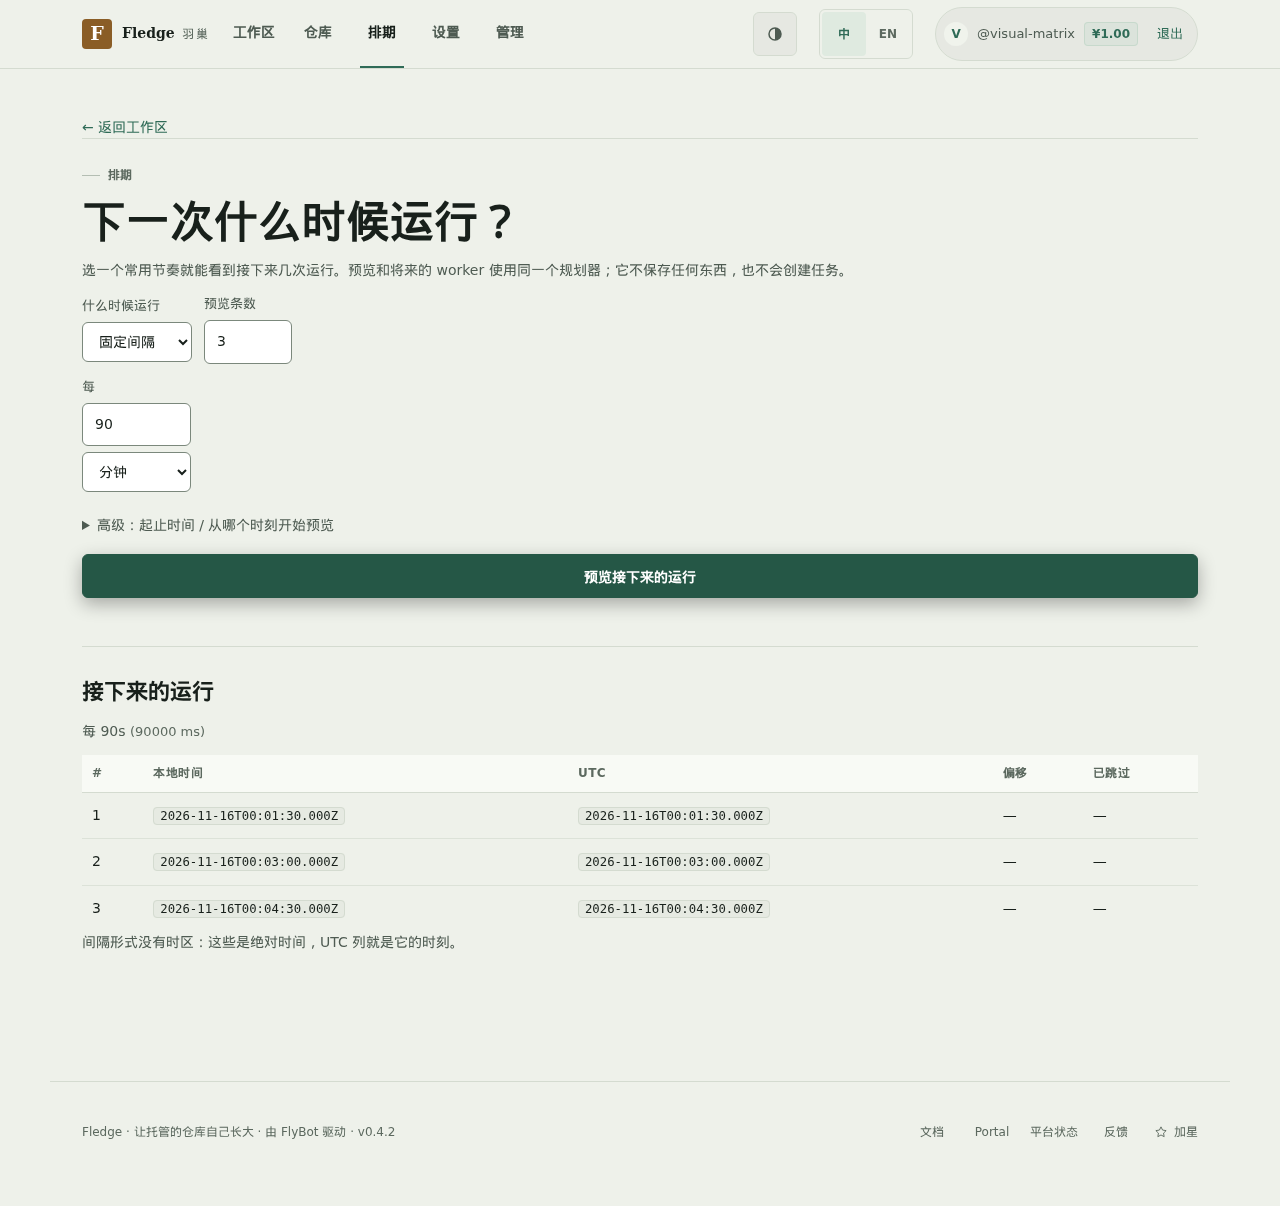 F Fledge 羽巢 工作区 仓库 排期 设置 管理 中 EN V @visual-matrix ¥1.00 退出
← 返回工作区
排期
下一次什么时候运行？
选一个常用节奏就能看到接下来几次运行。预览和将来的 worker 使用同一个规划器；它不保存任何东西，也不会创建任务。
什么时候运行 预览条数
固定间隔 3
每
90
分钟
高级：起止时间 / 从哪个时刻开始预览
预览接下来的运行
接下来的运行
每 90s (90000 ms)
# 本地时间 UTC 偏移 已跳过
1 2026-11-16T00:01:30.000Z 2026-11-16T00:01:30.000Z — —
2 2026-11-16T00:03:00.000Z 2026-11-16T00:03:00.000Z — —
3 2026-11-16T00:04:30.000Z 2026-11-16T00:04:30.000Z — —
间隔形式没有时区：这些是绝对时间，UTC 列就是它的时刻。
Fledge · 让托管的仓库自己长大 · 由 FlyBot 驱动 · v0.4.2 文档 Portal 平台状态 反馈 ☆ 加星